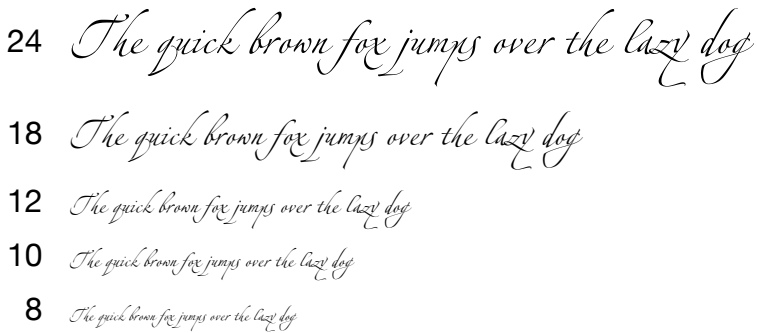 24 The quick brown fox jumps over the lazy dog
18 The quick brown fox jumps over the lazy dog
12 The quick brown fox jumps over the lazy dog
10 The quick brown fox jumps over the lazy dog
8 The quick brown fox jumps over the lazy dog